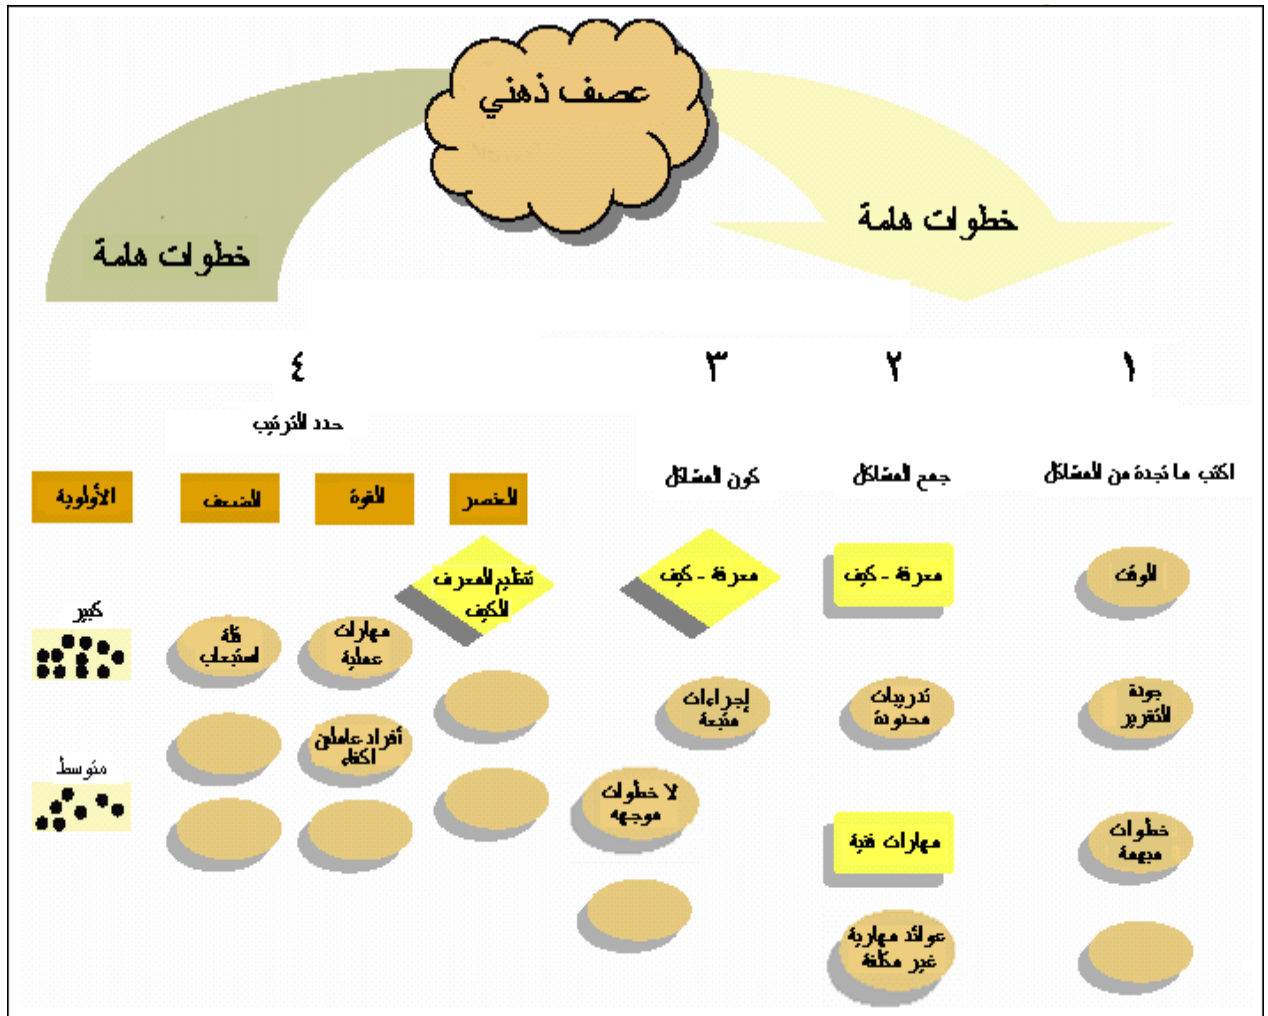 عصف ذهني
خطوات هامة
خطوات هامة
١
٢
٣
٤
حدد الترتيب
اكتب ما تجدة من المشاكل
جمع المشاكل
كون المشاكل
العنصر
القوة
الضعف
الأولوية
الوقت
معرفة - كيف
معرفة - كيف
تنظيم المعرف
الكيف
مهارات
عملية
قلة
استيعاب
كبير
جودة
التقرير
تدريبات
محدودة
إجراءات
متبعة
أفراد عاملين
اكفاء
متوسط
لا خطوات
موجهه
خطوات
مبهمة
مهارات فنية
عوائد مهارية
غير مكلفة